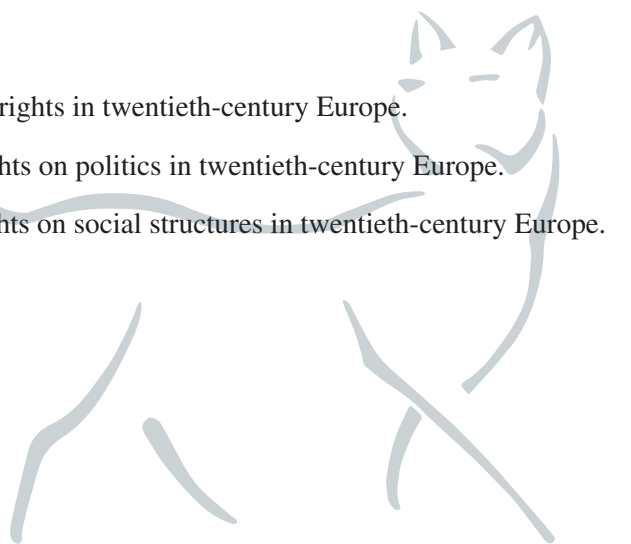 rights in twentieth-century Europe.
hts on politics in twentieth-century Europe.
hts on social structures in twentieth-century Europe.